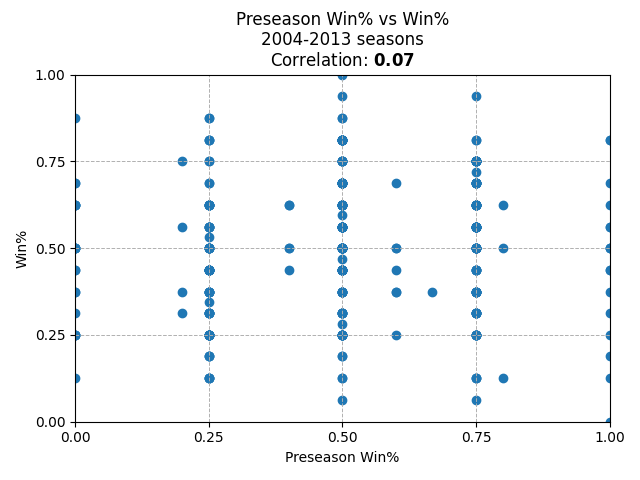 Preseason Win% vs Win%
2004-2013 seasons
Correlation: 0.07
1.00
0.75
0.50
0.25
0.00
Win%
0.00 0.25 0.50 0.75 1.00
Preseason Win%